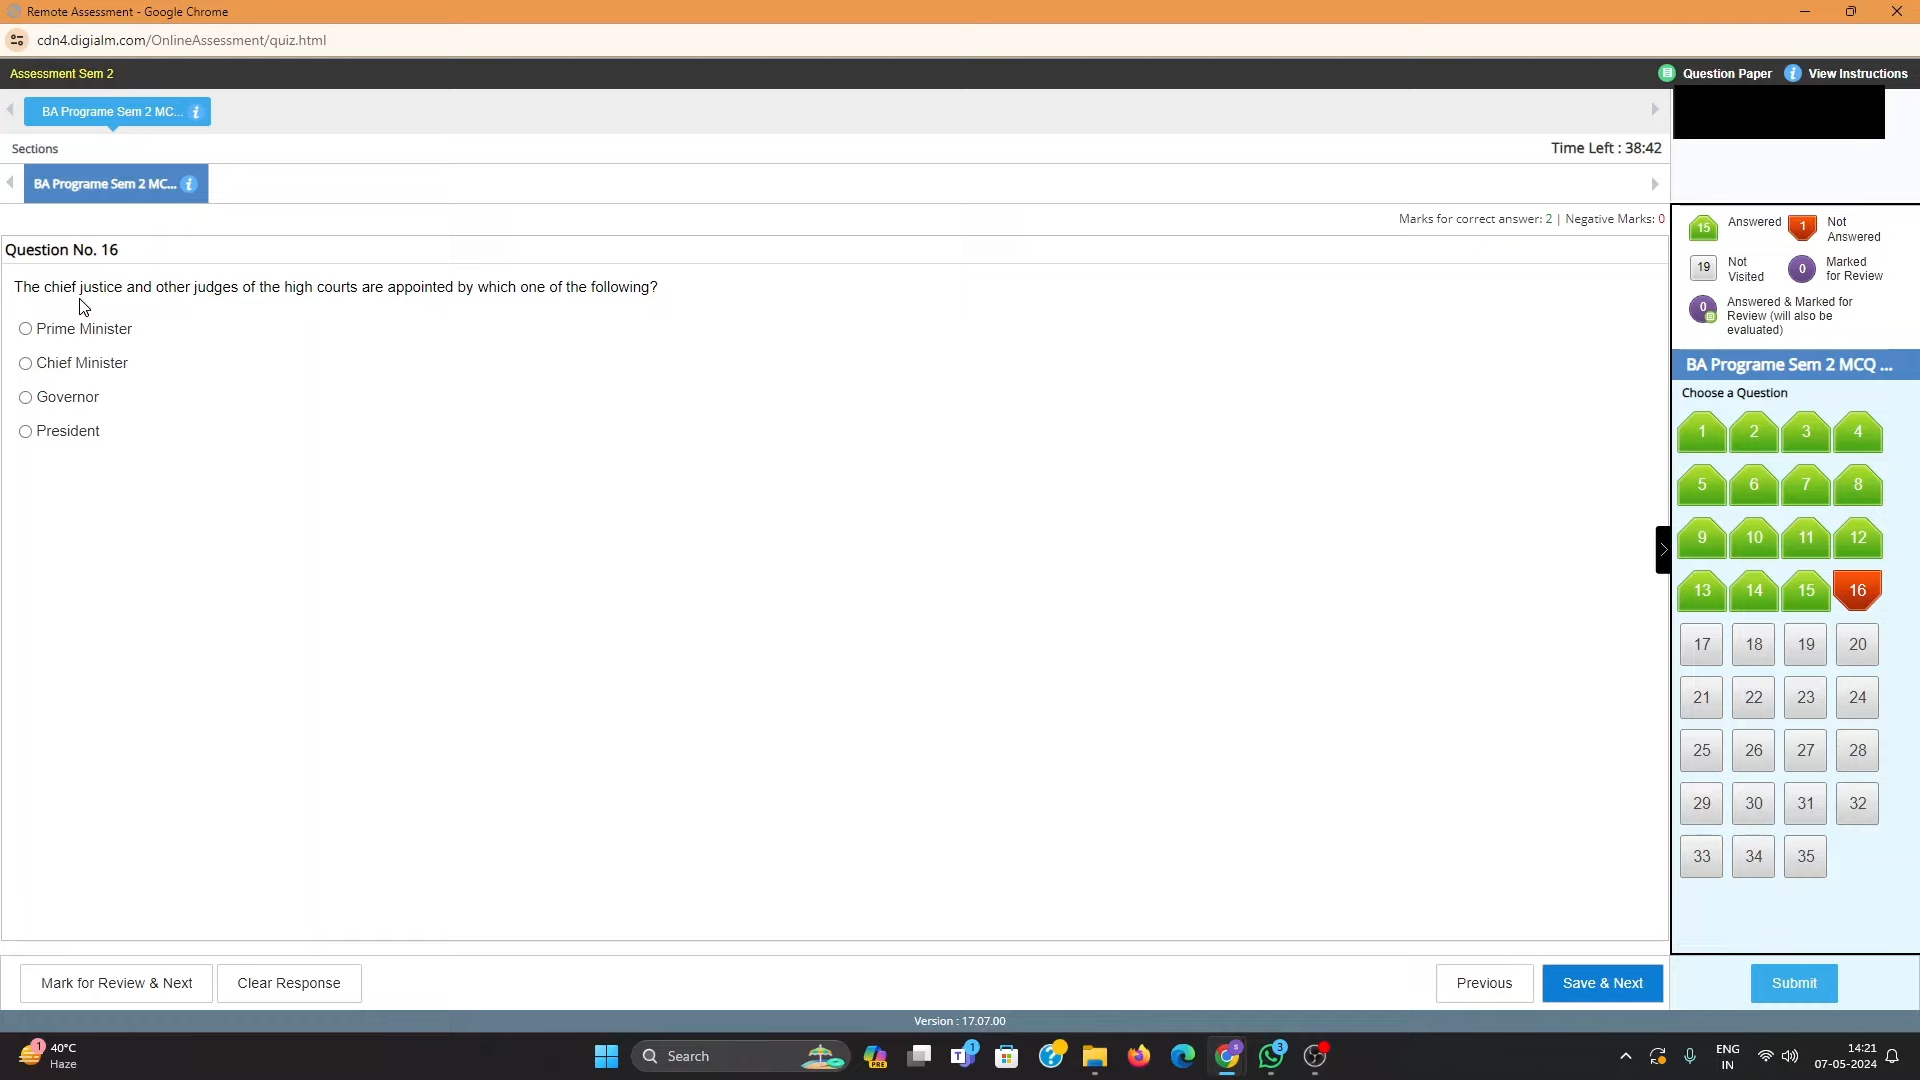 Remote Assessment - Google Chrome
cdn4.digialm.com/OnlineAssessment/quiz.html
Assessment Sem 2
Question Paper
View Instructions
BA Programe Sem 2 MC...
Sections
Time Left : 38:42
BA Programe Sem 2 MC...
Marks for correct answer: 2 | Negative Marks: 0
Question No. 16
The chief justice and other judges of the high courts are appointed by which one of the following?
Prime Minister
Chief Minister
Governor
President
15 Answered
1 Not Answered
19 Not Visited
0 Marked for Review
0 Answered & Marked for Review (will also be evaluated)
BA Programe Sem 2 MCQ ...
Choose a Question
1 2 3 4
5 6 7 8
9 10 11 12
13 14 15 16
17 18 19 20
21 22 23 24
25 26 27 28
29 30 31 32
33 34 35
Mark for Review & Next
Clear Response
Previous
Save & Next
Submit
Version : 17.07.00
1
40°C
Haze
Search
PRE
T
1
3
ENG
IN
14:21
07-05-2024